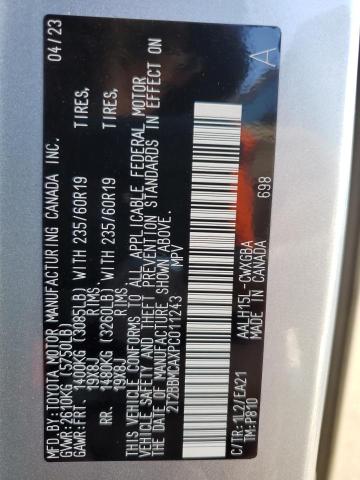 MFD.BY:TOYOTA MOTOR MANUFACTURING CANADA INC. 04/23
GVWR:2610KG(5750LB)
GAWR:FRT. 1400KG(3085LB) WITH 235/60R19 TIRES,
19X8J RIMS,
RR. 1480KG(3260LB) WITH 235/60R19 TIRES,
19X8J RIMS,
THIS VEHICLE CONFORMS TO ALL APPLICABLE FEDERAL MOTOR
VEHICLE SAFETY AND THEFT PREVENTION STANDARDS IN EFFECT ON
THE DATE OF MANUFACTURE SHOWN ABOVE.
2T2BBMCAXPC011243 MPV
A
698
C/TR:1L2/EA21 AALH15L-CWXGBA
TM:P810 MADE IN CANADA